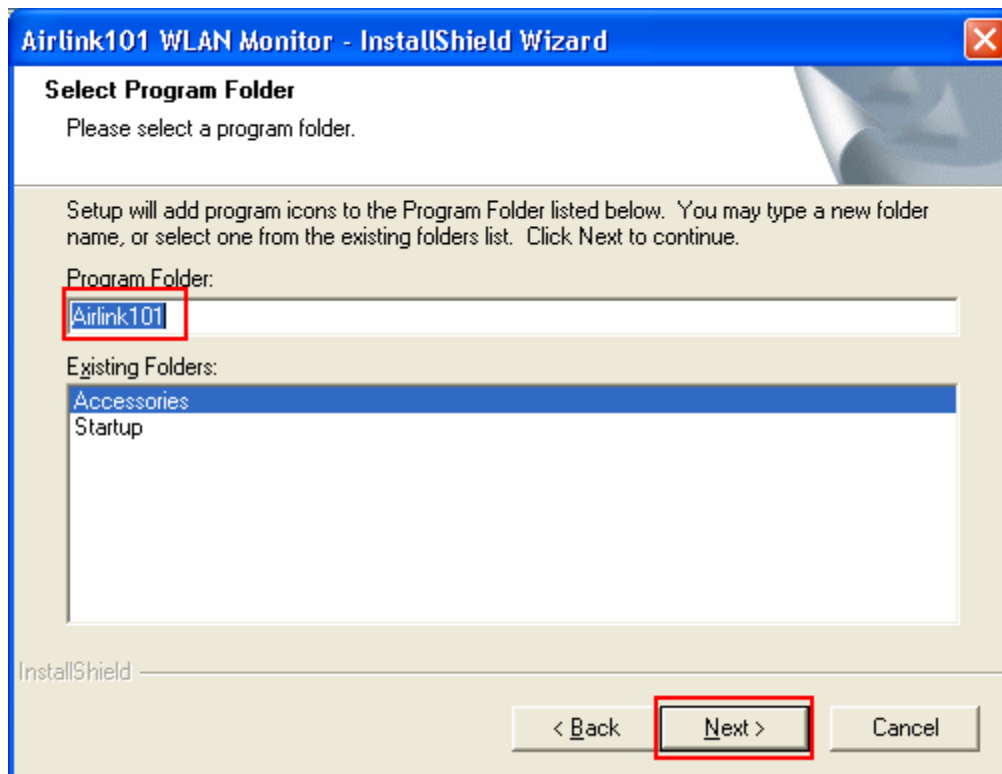 Airlink101 WLAN Monitor - InstallShield Wizard
Select Program Folder
Please select a program folder.
Setup will add program icons to the Program Folder listed below.  You may type a new folder
name, or select one from the existing folders list.  Click Next to continue.
Program Folder:
Airlink101
Existing Folders:
Accessories
Startup
InstallShield
< Back
Next >
Cancel